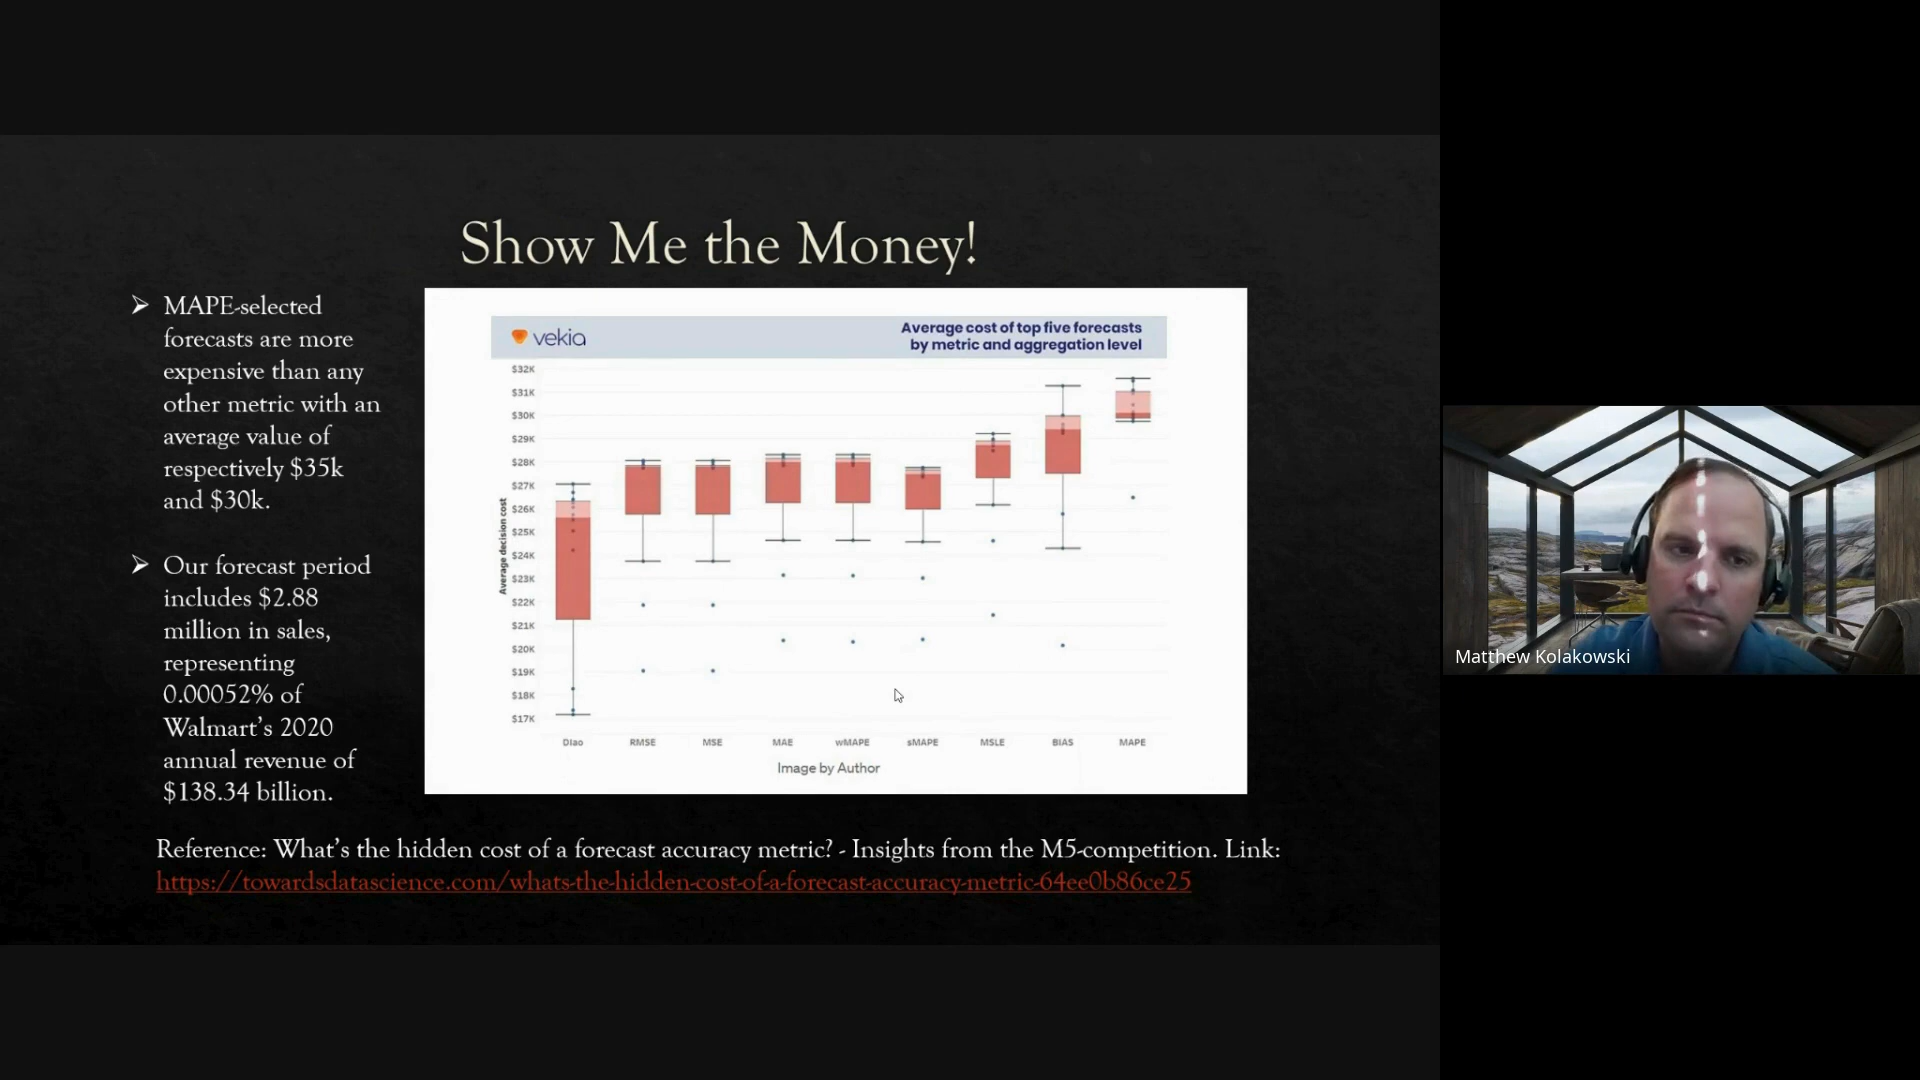 Show Me the Money!
➢ MAPE-selected
forecasts are more
expensive than any
other metric with an
average value of
respectively $35k
and $30k.
➢ Our forecast period
includes $2.88
million in sales,
representing
0.00052% of
Walmart’s 2020
annual revenue of
$138.34 billion.
vekia
Average cost of top five forecasts
by metric and aggregation level
Average decision cost
$32K
$31K
$30K
$29K
$28K
$27K
$26K
$25K
$24K
$23K
$22K
$21K
$20K
$19K
$18K
$17K
DIao RMSE MSE MAE wMAPE sMAPE MSLE BIAS MAPE
Image by Author
Reference: What’s the hidden cost of a forecast accuracy metric? - Insights from the M5-competition. Link:
https://towardsdatascience.com/whats-the-hidden-cost-of-a-forecast-accuracy-metric-64ee0b86ce25
Matthew Kolakowski